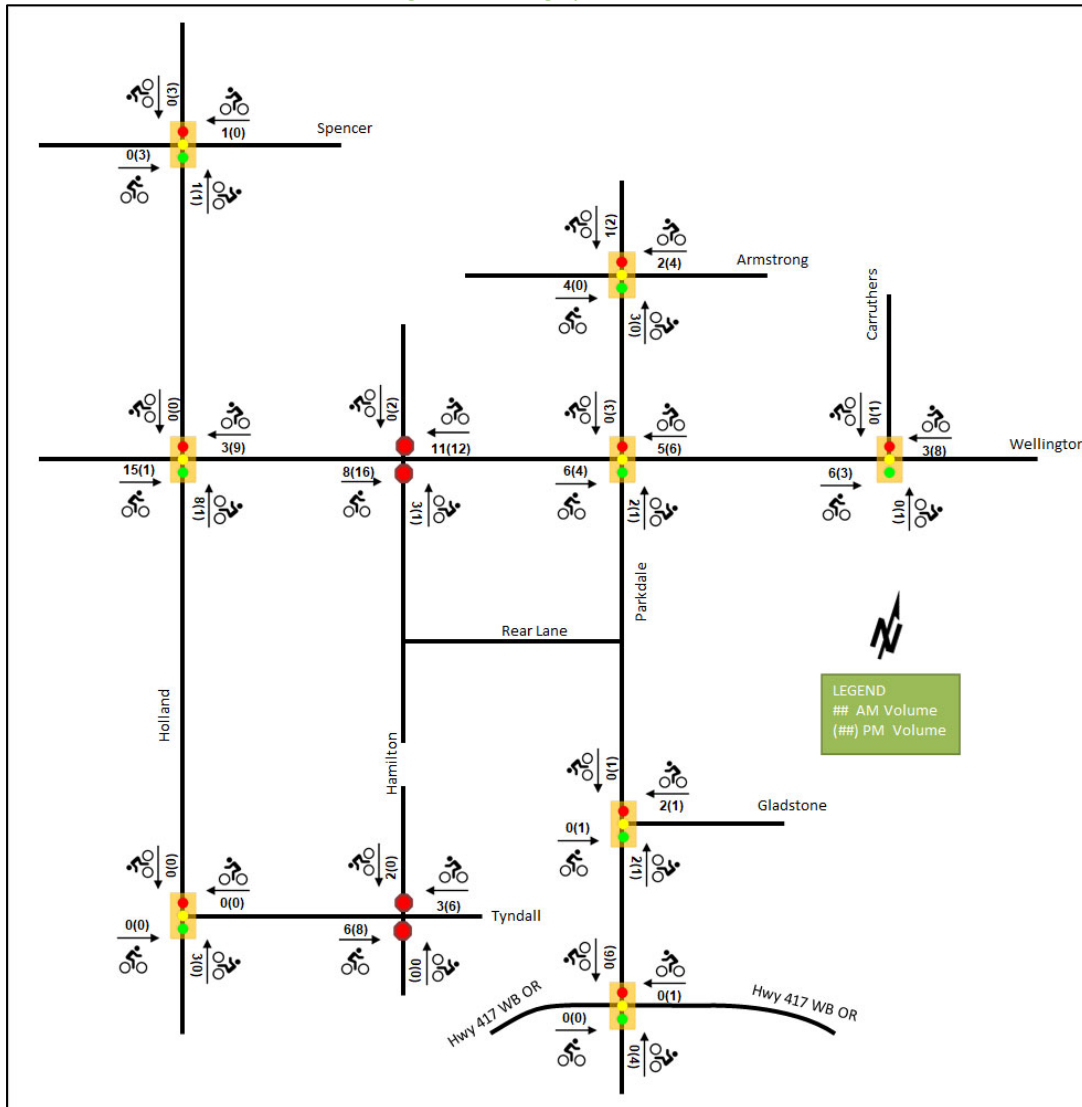 0(3)
1(0)
Spencer
0(3)
1(1)
1(2)
2(4)
Armstrong
4(0)
3(0)
Carruthers
0(0)
3(9)
15(1)
8(1)
0(2)
11(12)
8(16)
3(1)
0(3)
5(6)
6(4)
2(1)
0(1)
3(8)
Wellington
6(3)
0(1)
Parkdale
Rear Lane
Holland
Hamilton
LEGEND
## AM Volume
(##) PM Volume
0(1)
2(1)
Gladstone
0(1)
2(1)
0(0)
0(0)
0(0)
3(0)
2(0)
3(6)
Tyndall
6(8)
0(0)
0(1)
Hwy 417 WB OR
Hwy 417 WB OR
0(0)
0(4)